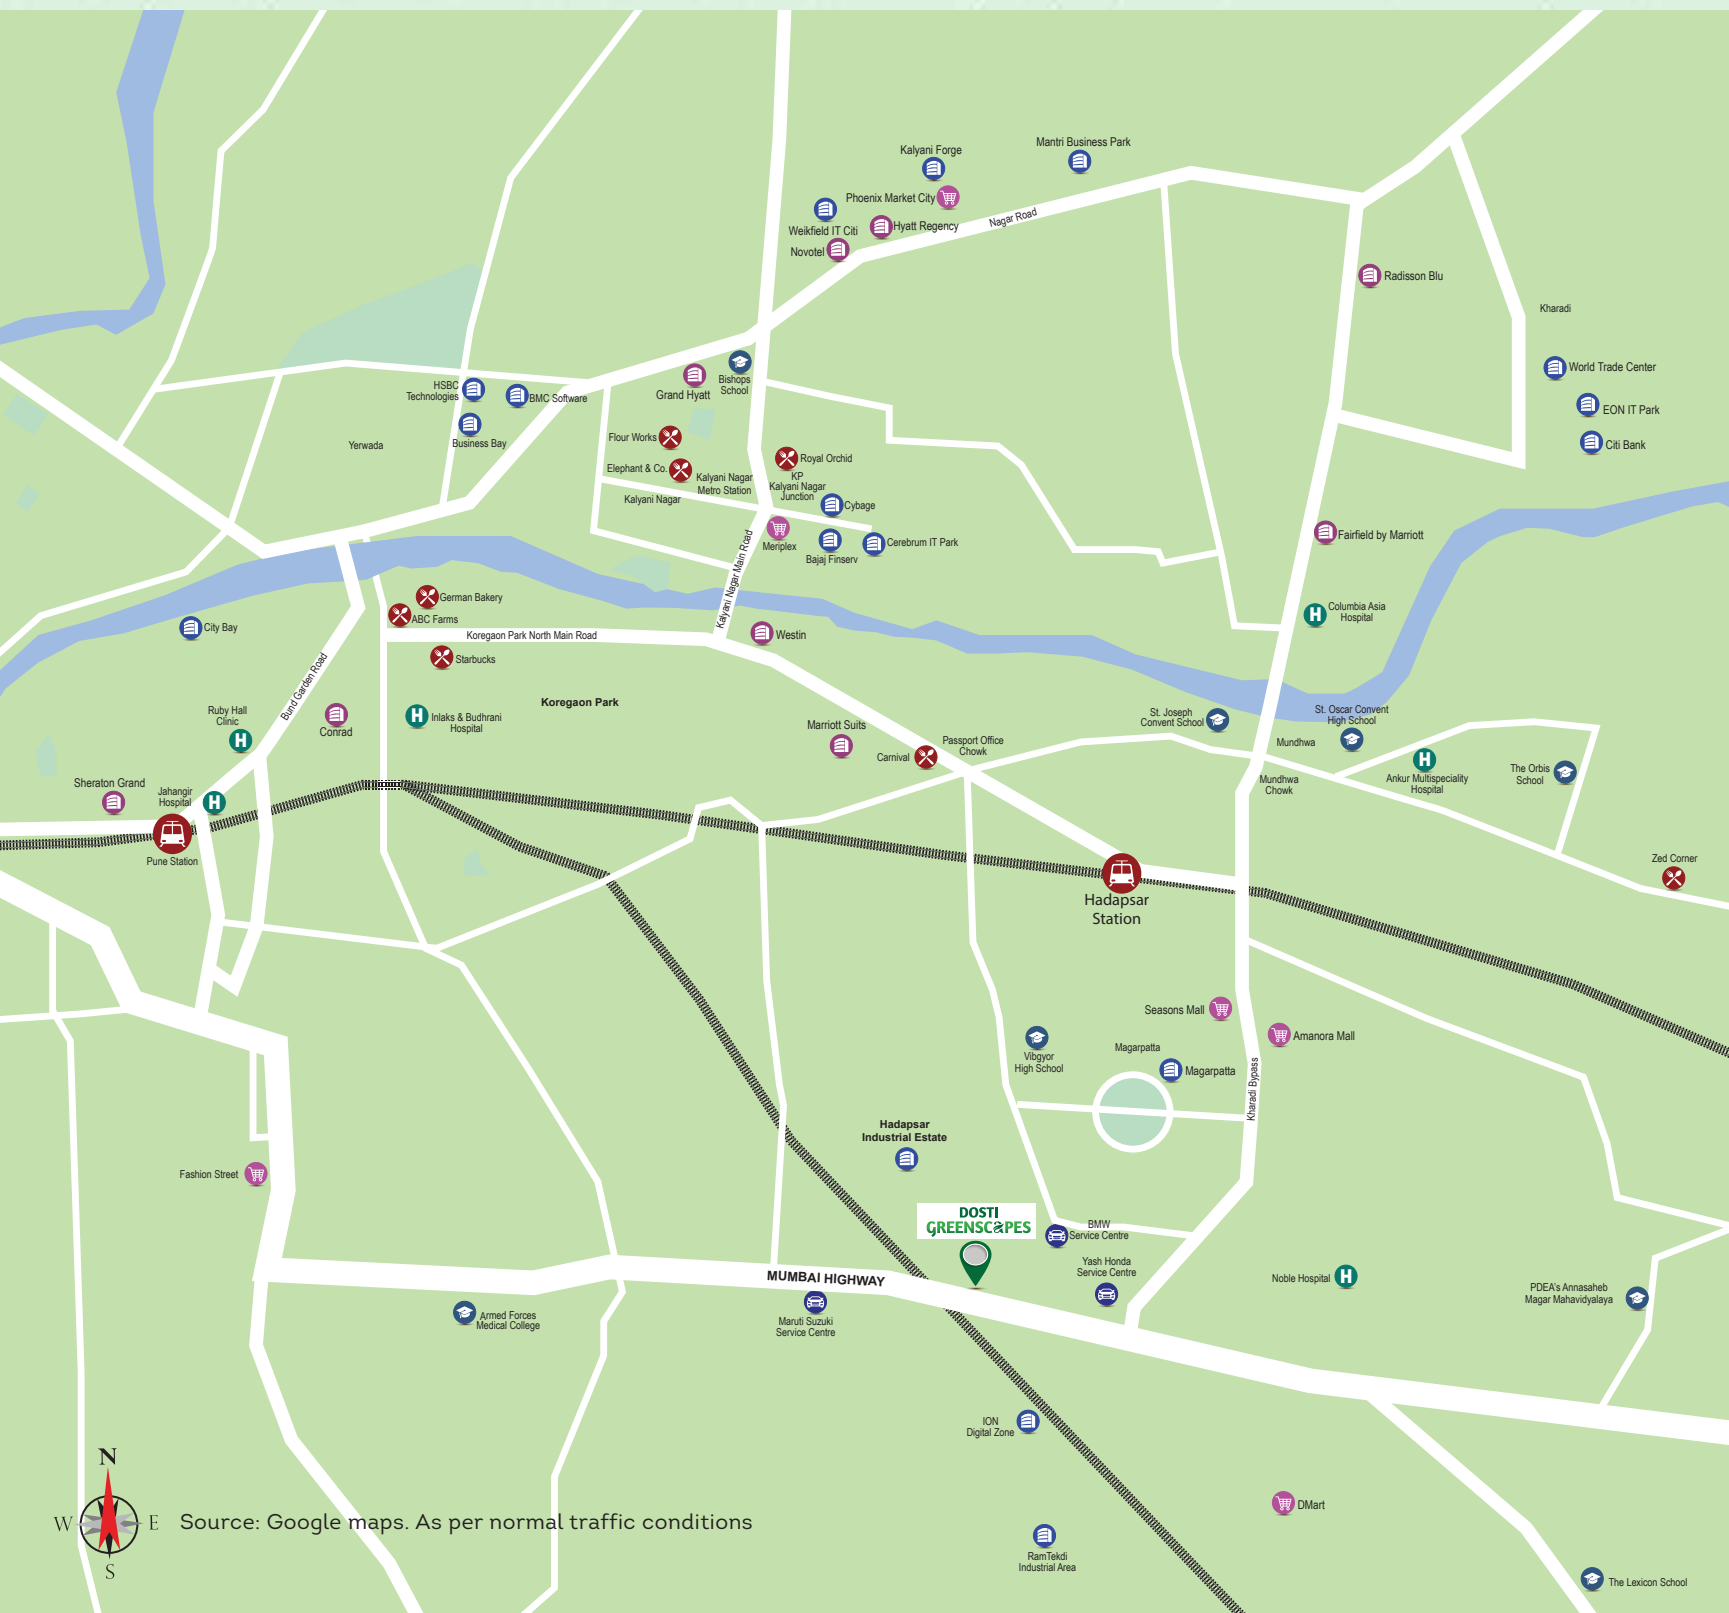 Kalyani Forge
Mantri Business Park
Phoenix Market City
Weikfield IT Citi
Hyatt Regency
Novotel
Nagar Road
Radisson Blu
Kharadi
World Trade Center
EON IT Park
Citi Bank
HSBC
Technologies
BMC Software
Business Bay
Yerwada
Grand Hyatt
Bishops
School
Flour Works
Elephant & Co.
Kalyani Nagar
Metro Station
Kalyani Nagar
Royal Orchid
KP
Kalyani Nagar
Junction
Cybage
Meriplex
Bajaj Finserv
Cerebrum IT Park
Kalyani Nagar Main Road
Fairfield by Marriott
Columbia Asia
Hospital
City Bay
German Bakery
ABC Farms
Koregaon Park North Main Road
Starbucks
Westin
Bund Garden Road
Koregaon Park
Ruby Hall
Clinic
Conrad
Inlaks & Budhrani
Hospital
Marriott Suits
Carnival
Passport Office
Chowk
St. Joseph
Convent School
Mundhwa
St. Oscar Convent
High School
Mundhwa
Chowk
Ankur Multispeciality
Hospital
The Orbis
School
Zed Corner
Sheraton Grand
Jahangir
Hospital
Pune Station
Hadapsar
Station
Seasons Mall
Amanora Mall
Vibgyor
High School
Magarpatta
Magarpatta
Kharadi Bypass
Hadapsar
Industrial Estate
Fashion Street
DOSTI
GREENSCAPES
BMW
Service Centre
Yash Honda
Service Centre
Noble Hospital
PDEA's Annasaheb
Magar Mahavidyalaya
MUMBAI HIGHWAY
Armed Forces
Medical College
Maruti Suzuki
Service Centre
ION
Digital Zone
DMart
RamTekdi
Industrial Area
The Lexicon School
N
W
E
S
Source: Google maps. As per normal traffic conditions